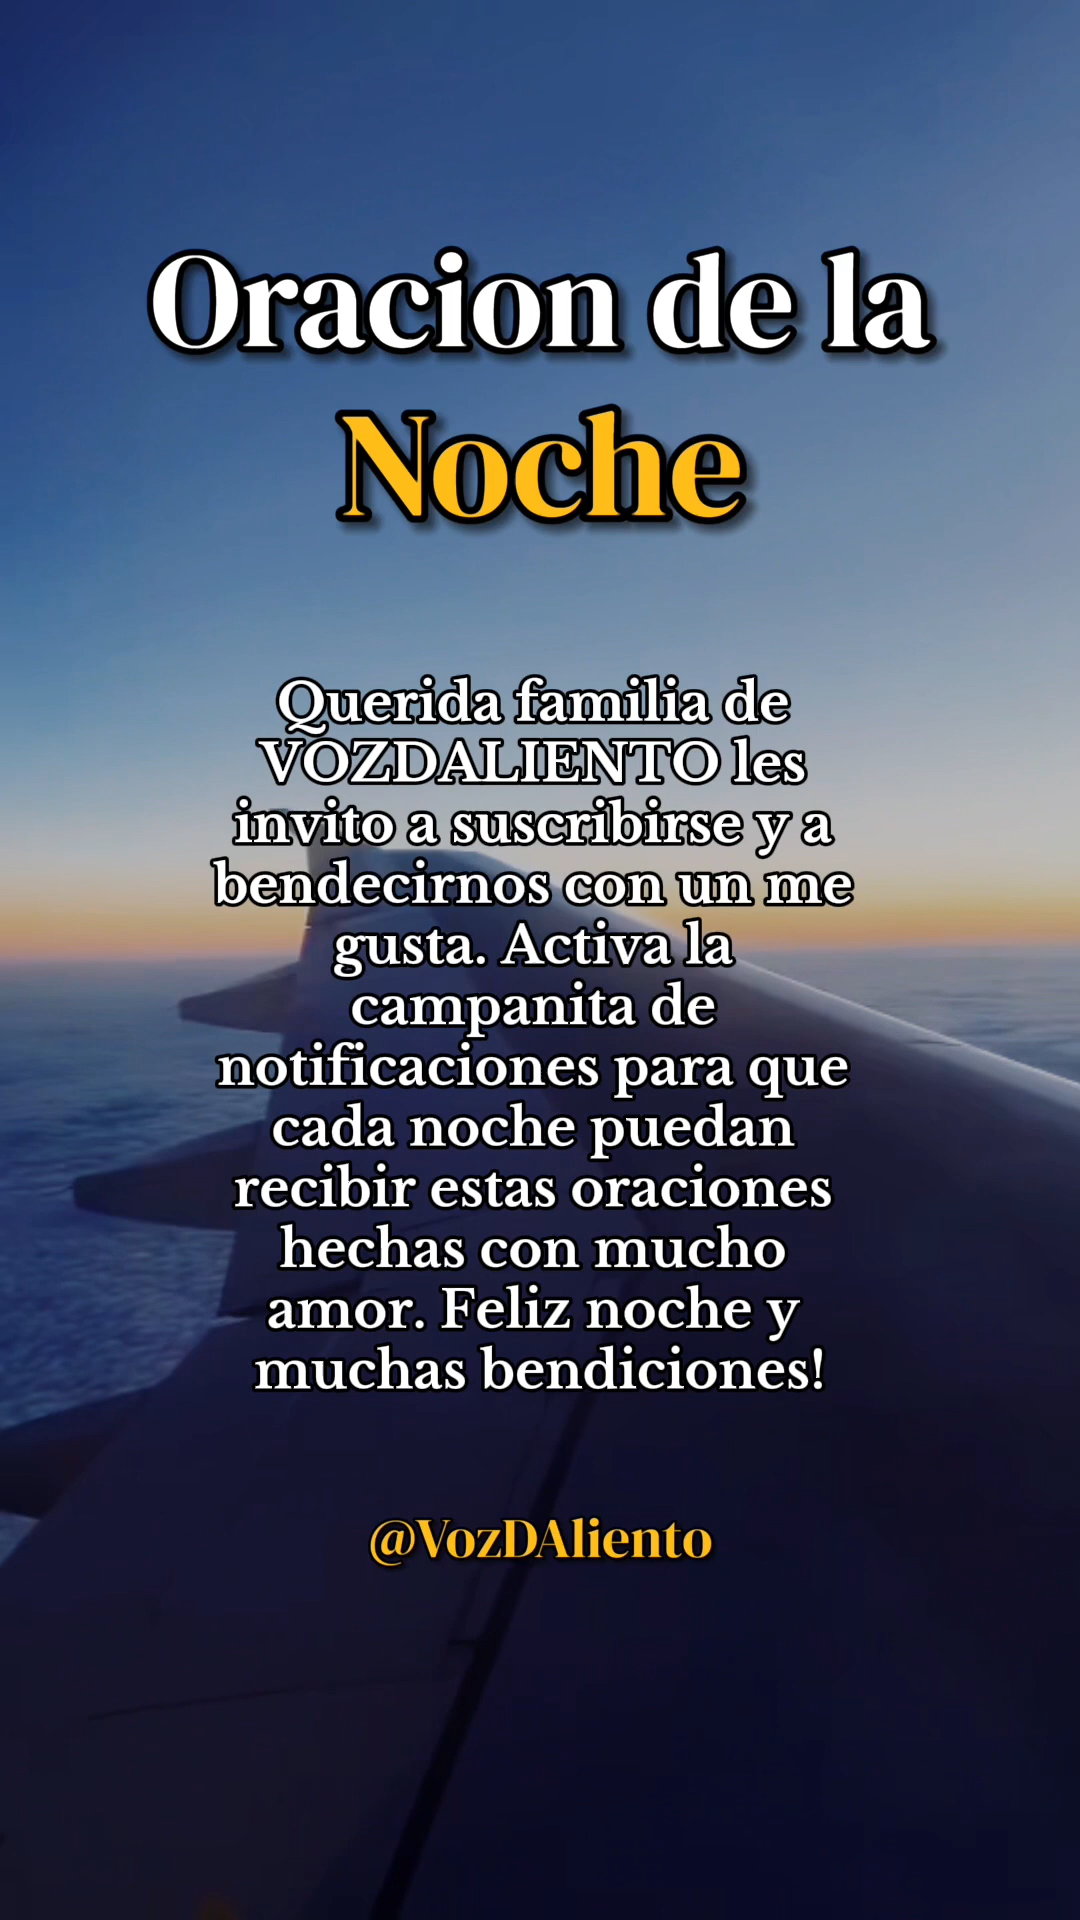 Oracion de la
Noche
Querida familia de
VOZDALIENTO les
invito a suscribirse y a
bendecirnos con un me
gusta. Activa la
campanita de
notificaciones para que
cada noche puedan
recibir estas oraciones
hechas con mucho
amor. Feliz noche y
muchas bendiciones!
@VozDAliento